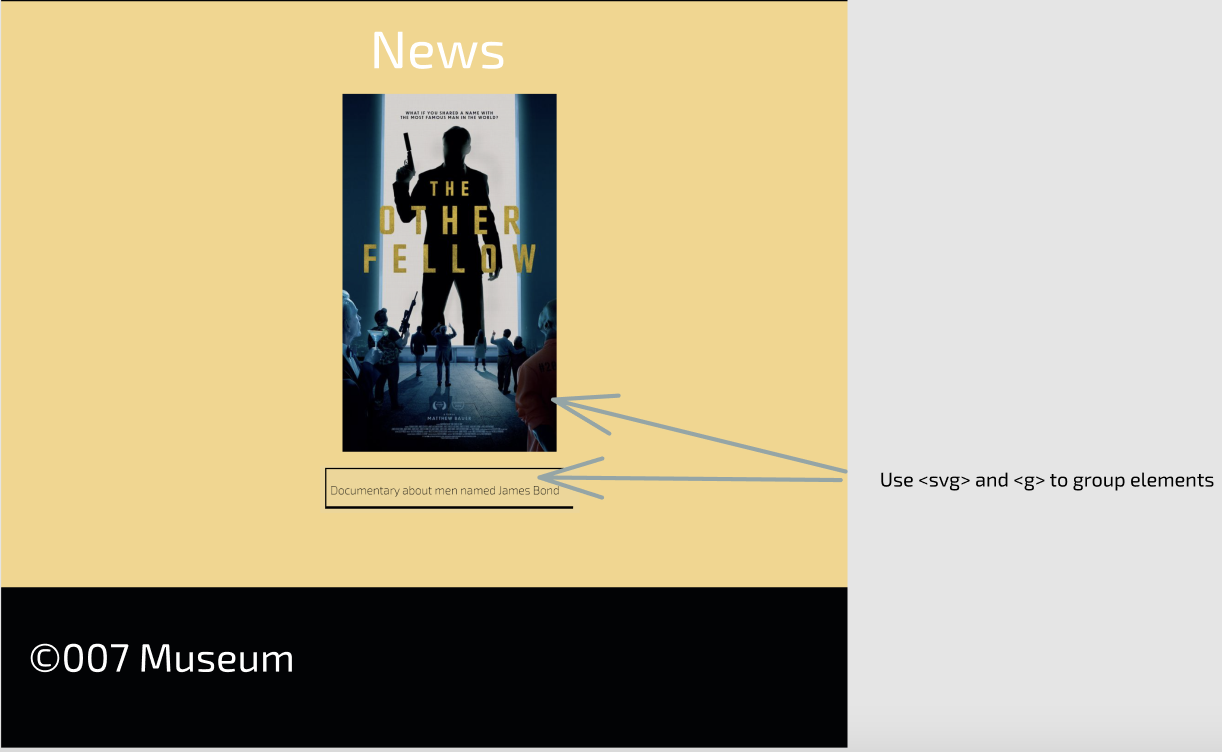 News
WHAT IF YOU SHARED A NAME WITH
THE MOST FAMOUS MAN IN THE WORLD?
THE
OTHER
FELLOW
MATTHEW BAUER
Documentary about men named James Bond
Use <svg> and <g> to group elements
©007 Museum